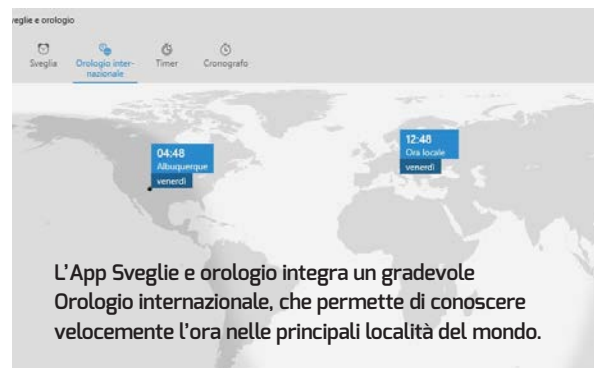 veglie e orologio
Sveglia
Orologio inter-
nazionale
Timer
Cronografo
04:48
Albuquerque
venerdì
12:48
Ora locale
venerdì
L’App Sveglie e orologio integra un gradevole
Orologio internazionale, che permette di conoscere
velocemente l’ora nelle principali località del mondo.